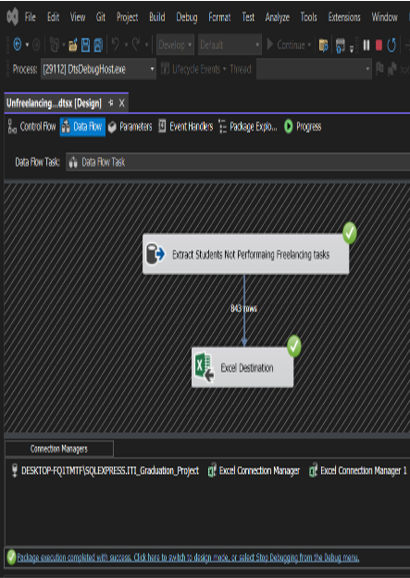 File Edit View Git Project Build Debug Format Test Analyze Tools Extensions Window
Develop Default Continue
Process: [29112] DtsDebugHost.exe Lifecycle Events Thread:
Unfreelancing...dtsx [Design]
Control Flow Data Flow Parameters Event Handlers Package Explo... Progress
Data Flow Task: Data Flow Task
Extract Students Not Performaing Freelancing tasks
843 rows
Excel Destination
Connection Managers
DESKTOP-FQ1TMTF\SQLEXPRESS.ITI_Graduation_Project Excel Connection Manager Excel Connection Manager 1
Package execution completed with success. Click here to switch to design mode, or select Stop Debugging from the Debug menu.